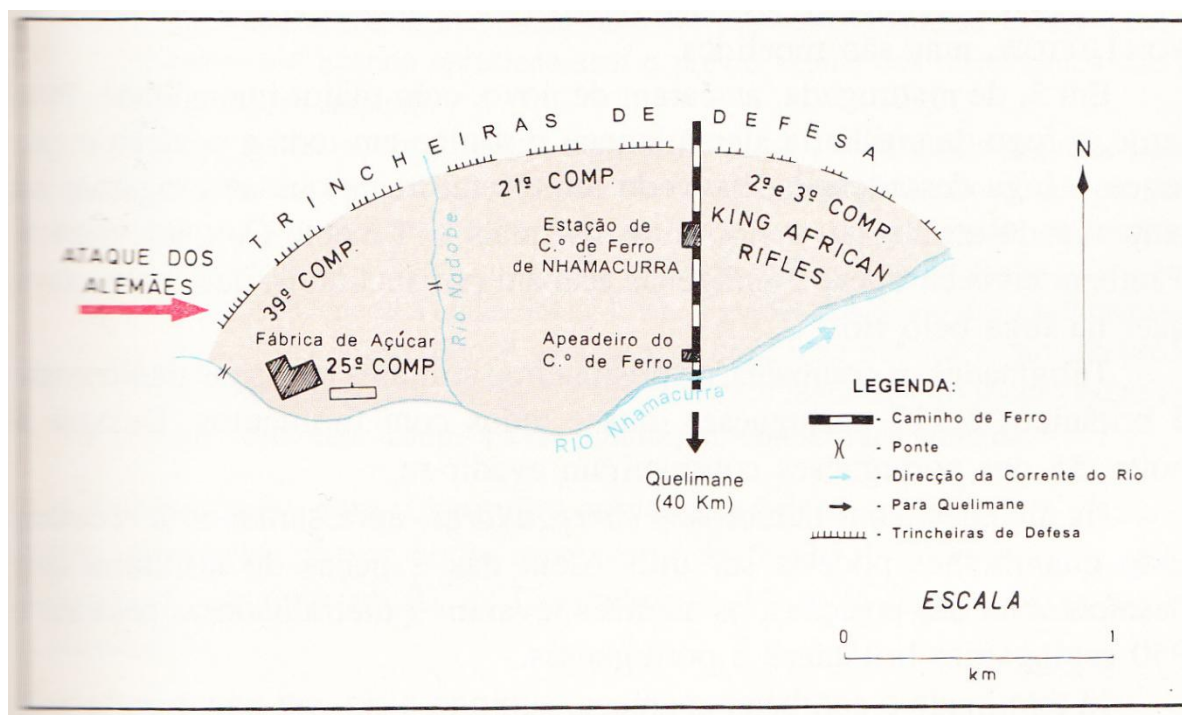 TRINCHEIRAS DE DEFESA
N
21º COMP.
2º e 3º COMP
KING AFRICAN
RIFLES
Estação de
C.º de Ferro
de NHAMACURRA
Rio Nadobe
ATAQUE DOS
ALEMÃES
39º COMP.
Fábrica de Açúcar
25º COMP.
Apeadeiro do
C.º de Ferro
RIO Nhamacurra
Quelimane
(40 Km)
LEGENDA:
- Caminho de Ferro
- Ponte
- Direcção da Corrente do Rio
- Para Quelimane
- Trincheiras de Defesa
ESCALA
0 1
km